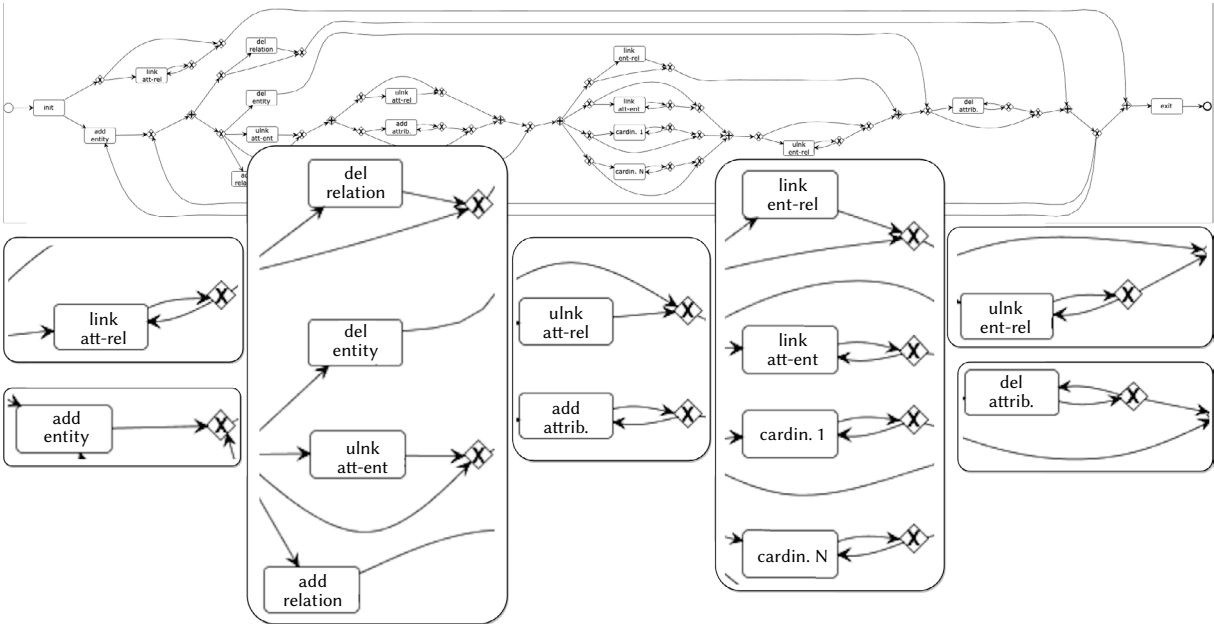 init
add
entity
link
att-rel
del
relation
del
entity
ulnk
att-ent
ulnk
att-rel
add
attrib.
link
ent-rel
link
att-ent
cardin. 1
cardin. N
ulnk
ent-rel
del
attrib.
exit
link
att-rel
add
entity
del
relation
del
entity
ulnk
att-ent
add
relation
ulnk
att-rel
add
attrib.
link
ent-rel
link
att-ent
cardin. 1
cardin. N
ulnk
ent-rel
del
attrib.